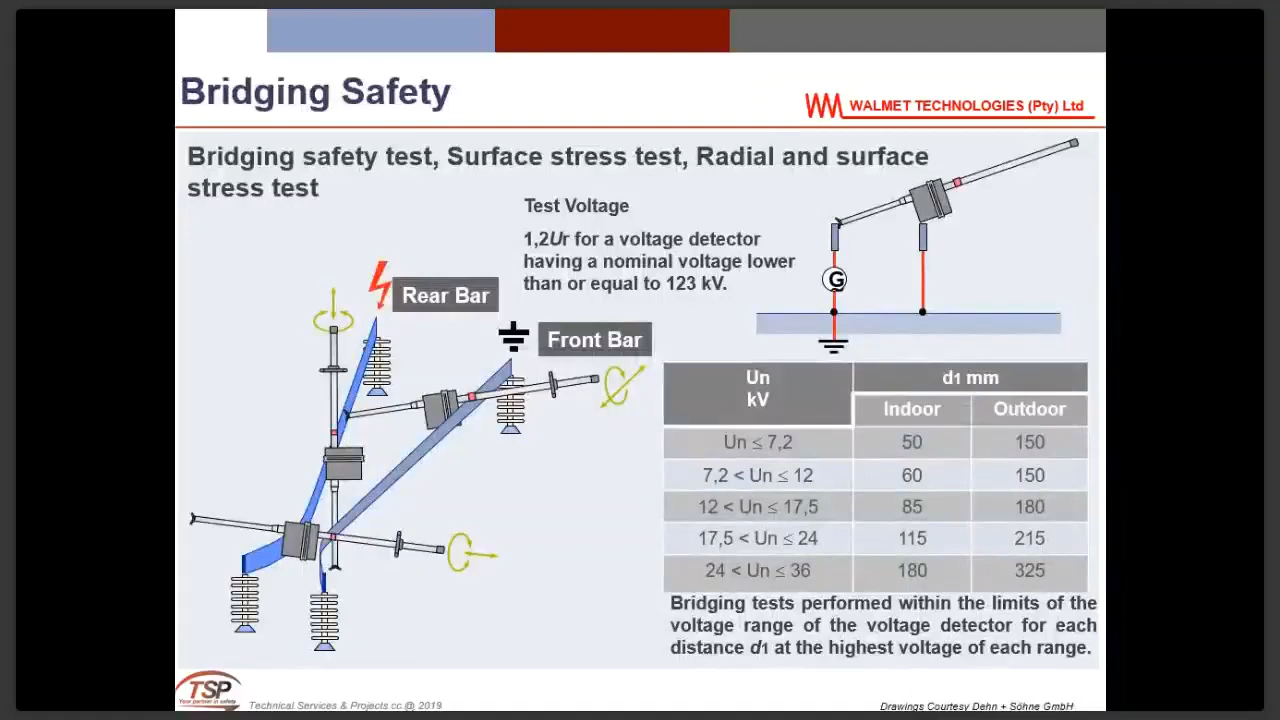 Bridging Safety
WALMET TECHNOLOGIES (Pty) Ltd
Bridging safety test, Surface stress test, Radial and surface
stress test
Test Voltage
1,2Ur for a voltage detector
having a nominal voltage lower
than or equal to 123 kV.
G
Rear Bar
Front Bar
Un
kV
d1 mm
Indoor Outdoor
Un ≤ 7,2 50 150
7,2 < Un ≤ 12 60 150
12 < Un ≤ 17,5 85 180
17,5 < Un ≤ 24 115 215
24 < Un ≤ 36 180 325
Bridging tests performed within the limits of the
voltage range of the voltage detector for each
distance d1 at the highest voltage of each range.
TSP
Your partner in safety
Technical Services & Projects cc @ 2019
Drawings Courtesy Dehn + Söhne GmbH